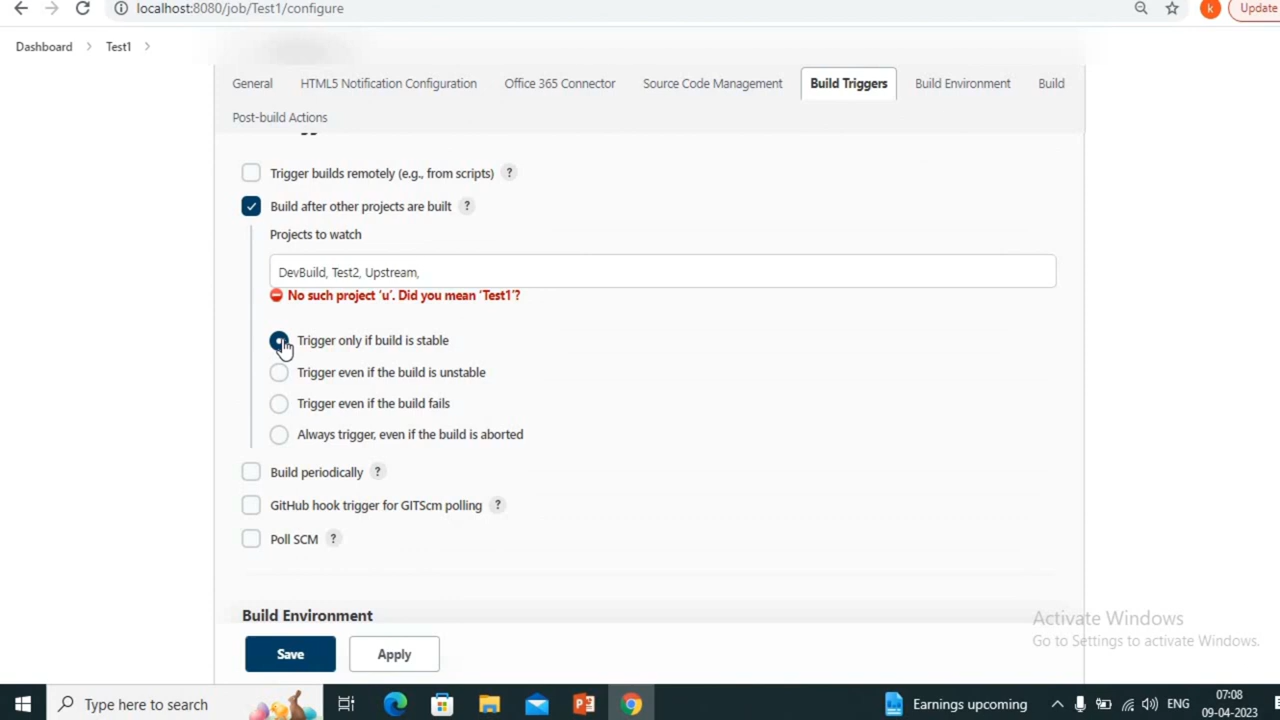 localhost:8080/job/Test1/configure
Update
Dashboard > Test1 >
General HTML5 Notification Configuration Office 365 Connector Source Code Management Build Triggers Build Environment Build
Post-build Actions
Trigger builds remotely (e.g., from scripts) ?
Build after other projects are built ?
Projects to watch
DevBuild, Test2, Upstream,
No such project ‘u’. Did you mean ‘Test1’?
Trigger only if build is stable
Trigger even if the build is unstable
Trigger even if the build fails
Always trigger, even if the build is aborted
Build periodically ?
GitHub hook trigger for GITScm polling ?
Poll SCM ?
Build Environment
Activate Windows
Go to Settings to activate Windows.
Save Apply
Type here to search
Earnings upcoming
ENG
07:08
09-04-2023